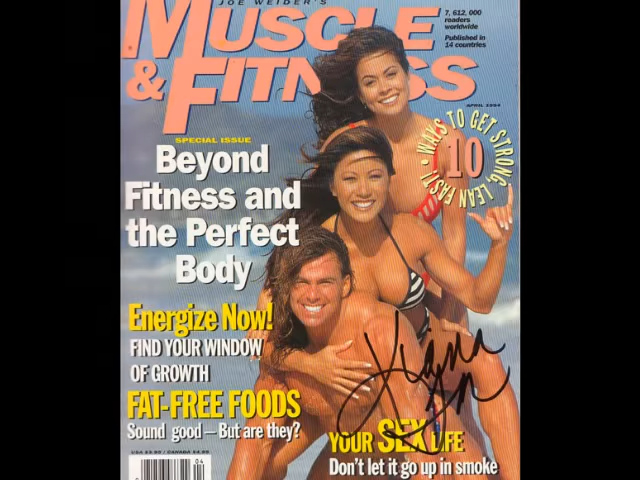 JOE WEIDER'S
MUSCLE
& FITNESS
7,612,000
readers
worldwide
Published in
14 countries
APRIL 1994
SPECIAL ISSUE
Beyond
Fitness and
the Perfect
Body
10
WAYS TO GET STRONG, LEAN FAST!
Energize Now!
FIND YOUR WINDOW
OF GROWTH
FAT-FREE FOODS
Sound good—But are they?
Kiana
YOUR SEX LIFE
Don't let it go up in smoke
04